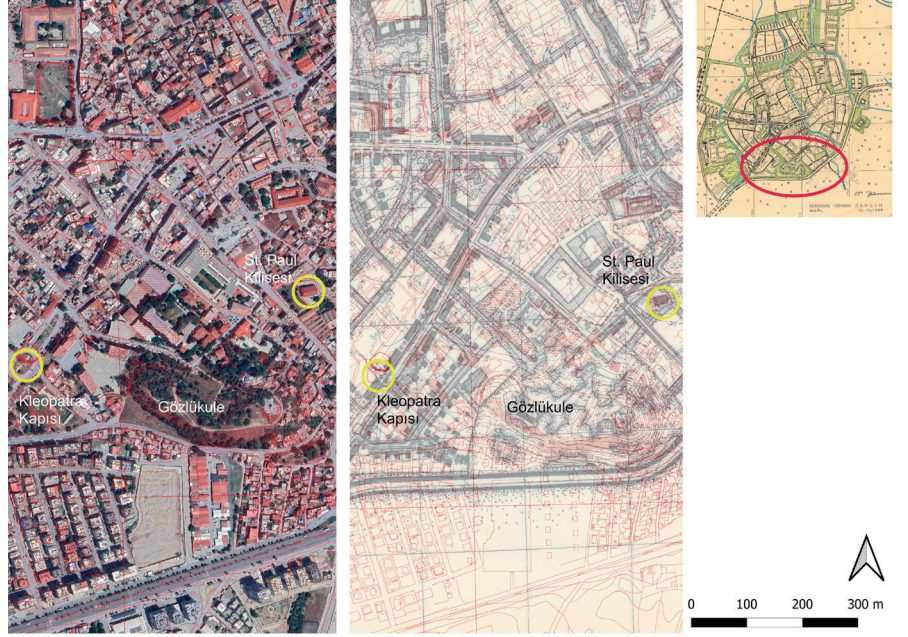 St. Paul
Kilisesi
Kleopatra
Kapısı
Gözlükule
St. Paul
Kilisesi
Kleopatra
Kapısı
Gözlükule
0 100 200 300 m